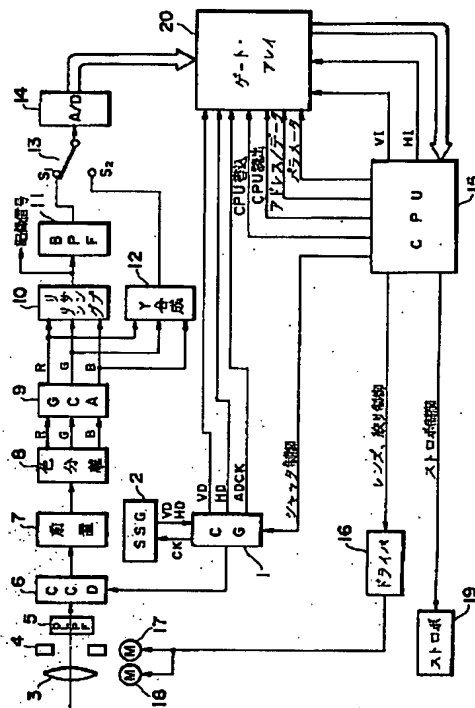 3
4
5
O L P F
6
C C D
7
前置
8
色分離
R
G
B
9
G C A
R
G
B
10
リサンプリング
記録信号
11
B P F
12
Y合成
S₁
S₂
13
14
A/D
20
ゲート・アレイ
2
S.S.G.
CK
VD
HD
1
C G
VD
HD
ADCK
CPU書込
CPU読出
アドレス/データ
パラメータ
シャッタ制御
VI
HI
C P U
15
レンズ、絞り制御
ストロボ制御
16
ドライバ
M
17
M
18
ストロボ
19